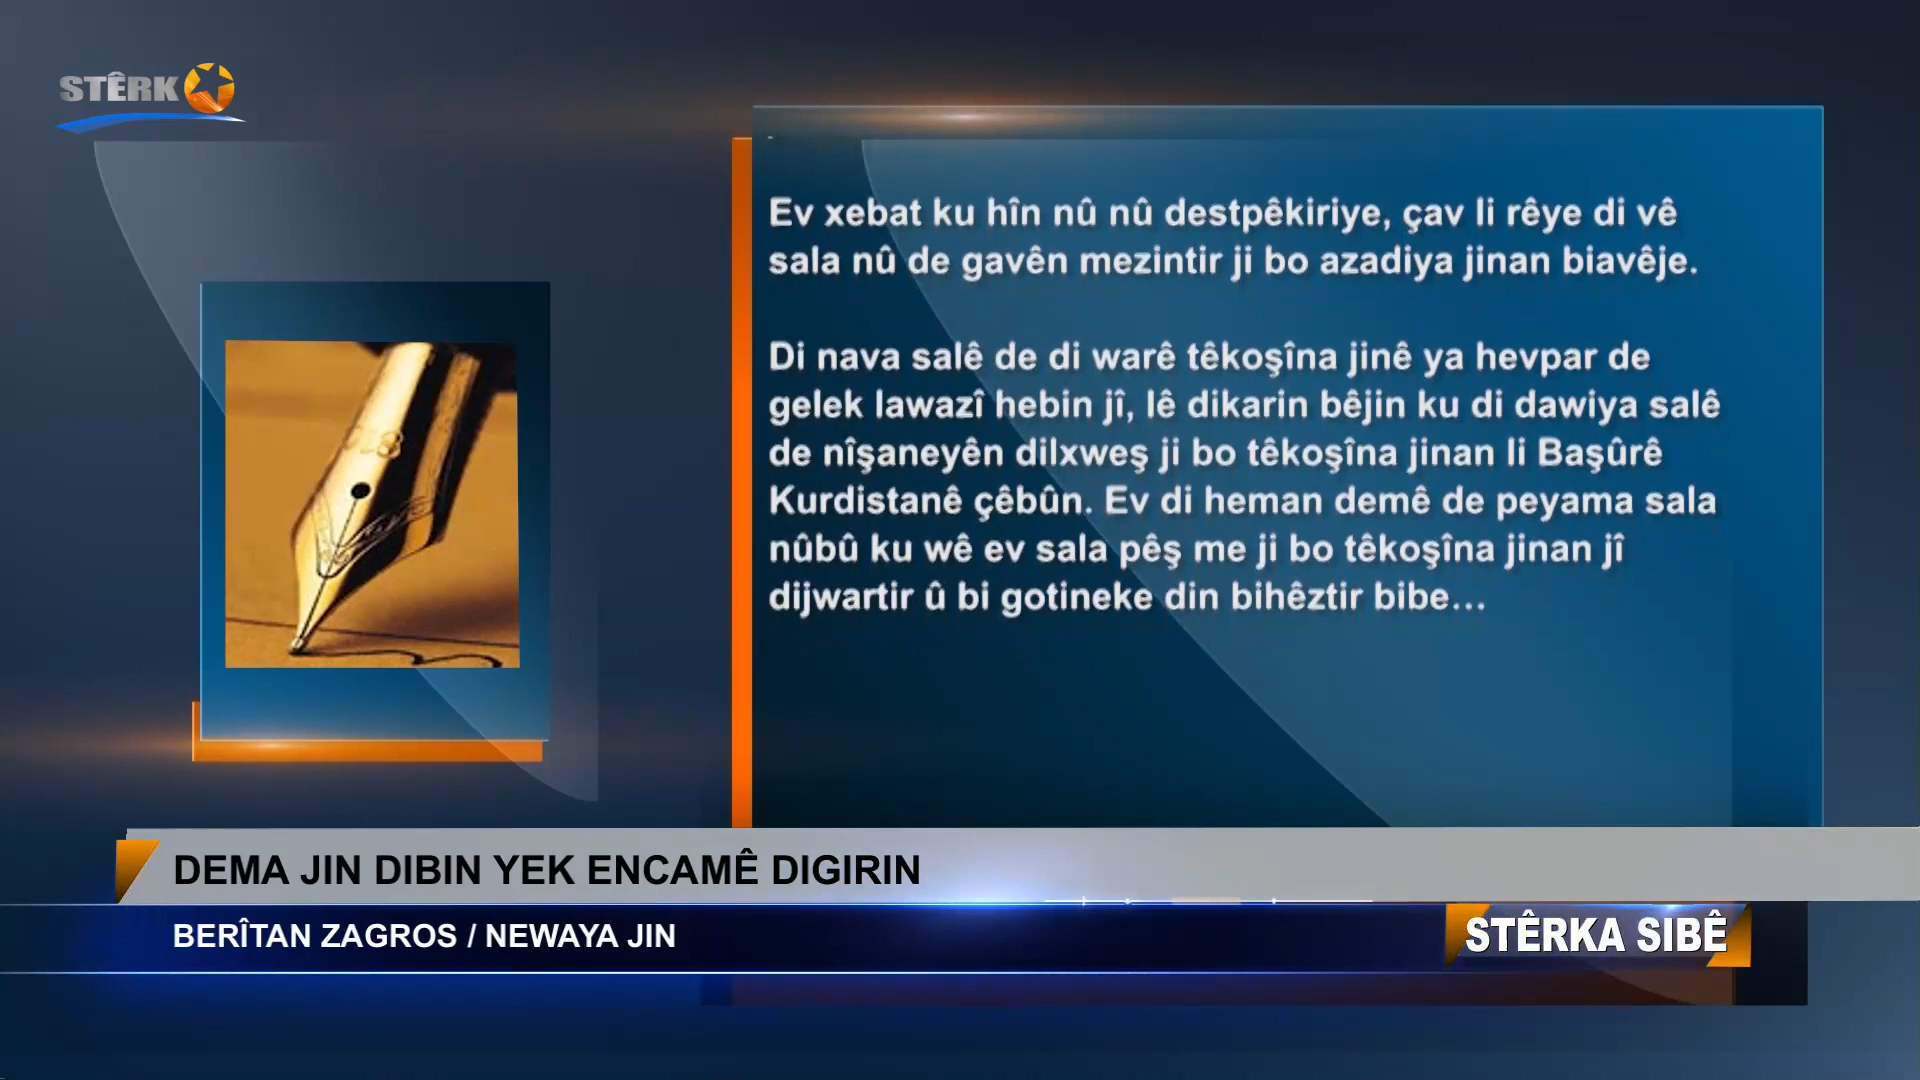 STÊRK
Ev xebat ku hîn nû nû destpêkiriye, çav li rêye di vê
sala nû de gavên mezintir ji bo azadiya jinan biavêje.
Di nava salê de di warê têkoşîna jinê ya hevpar de
gelek lawazî hebin jî, lê dikarin bêjin ku di dawiya salê
de nîşaneyên dilxweş ji bo têkoşîna jinan li Başûrê
Kurdistanê çêbûn. Ev di heman demê de peyama sala
nûbû ku wê ev sala pêş me ji bo têkoşîna jinan jî
dijwartir û bi gotineke din bihêztir bibe...
DEMA JIN DIBIN YEK ENCAMÊ DIGIRIN
BERÎTAN ZAGROS / NEWAYA JIN
STÊRKA SIBÊ